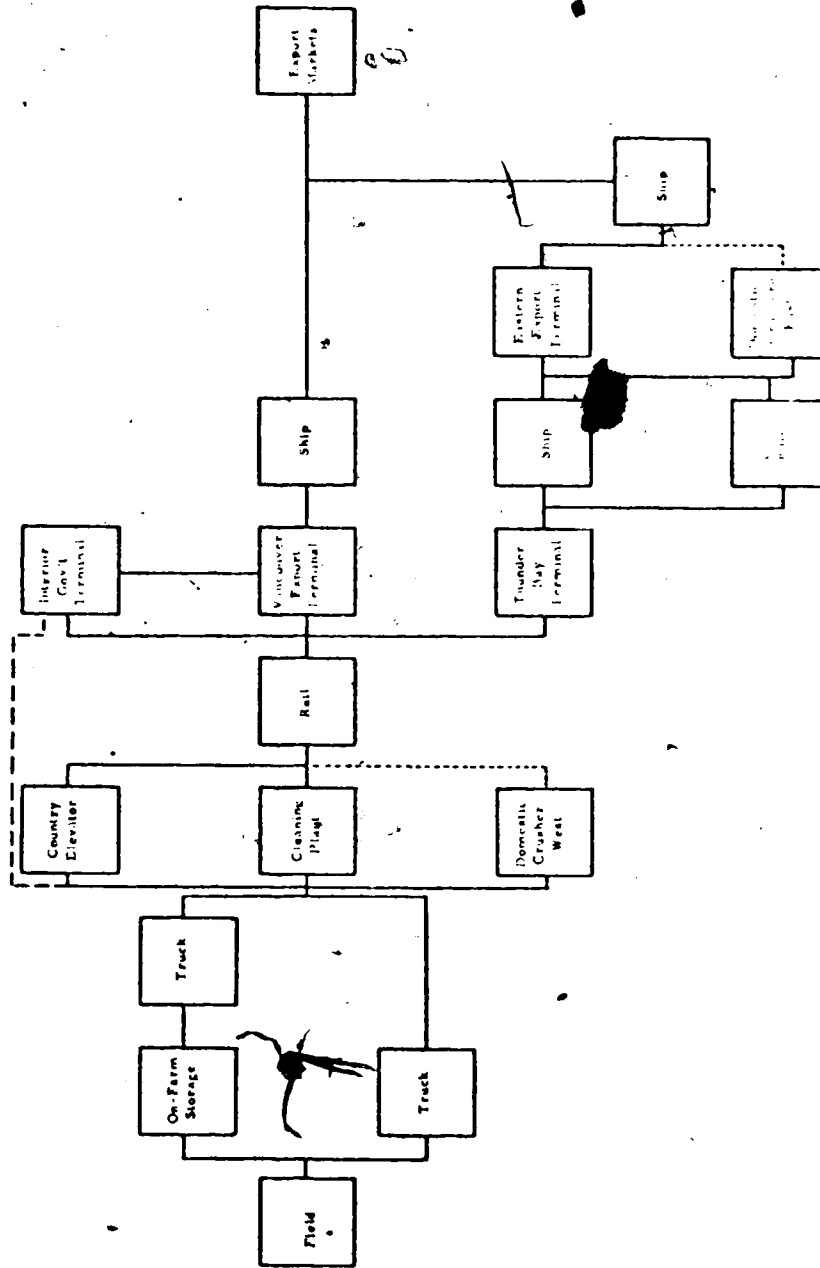 Field
On-Farm
Storage
Truck
Truck
Country
Elevator
Cleaning
Plant
Domestic
Crusher
West
Rail
Interior
Gov't
Terminal
Vancouver
Export
Terminal
Thunder
Bay
Terminal
Ship
Ship
Eastern
Export
Terminal
Ship
Export
Markets